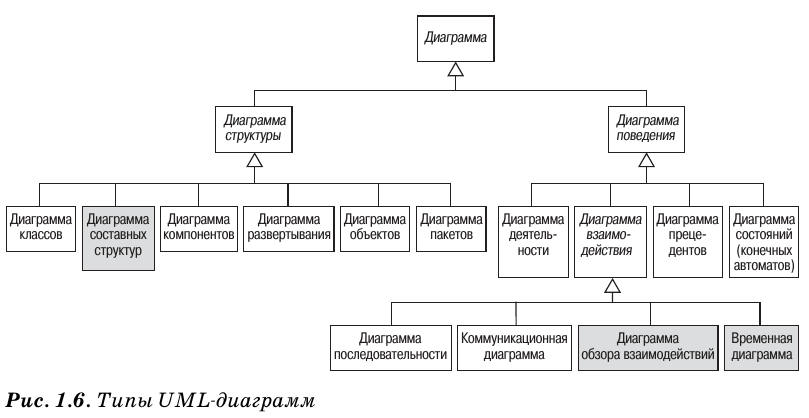 Диаграмма
Диаграмма
структуры
Диаграмма
поведения
Диаграмма
классов
Диаграмма
составных
структур
Диаграмма
компонентов
Диаграмма
развертывания
Диаграмма
объектов
Диаграмма
пакетов
Диаграмма
деятель-
ности
Диаграмма
взаимо-
действия
Диаграмма
преце-
дентов
Диаграмма
состояний
(конечных
автоматов)
Диаграмма
последовательности
Коммуникационная
диаграмма
Диаграмма
обзора взаимодействий
Временная
диаграмма
Рис. 1.6. Типы UML-диаграмм